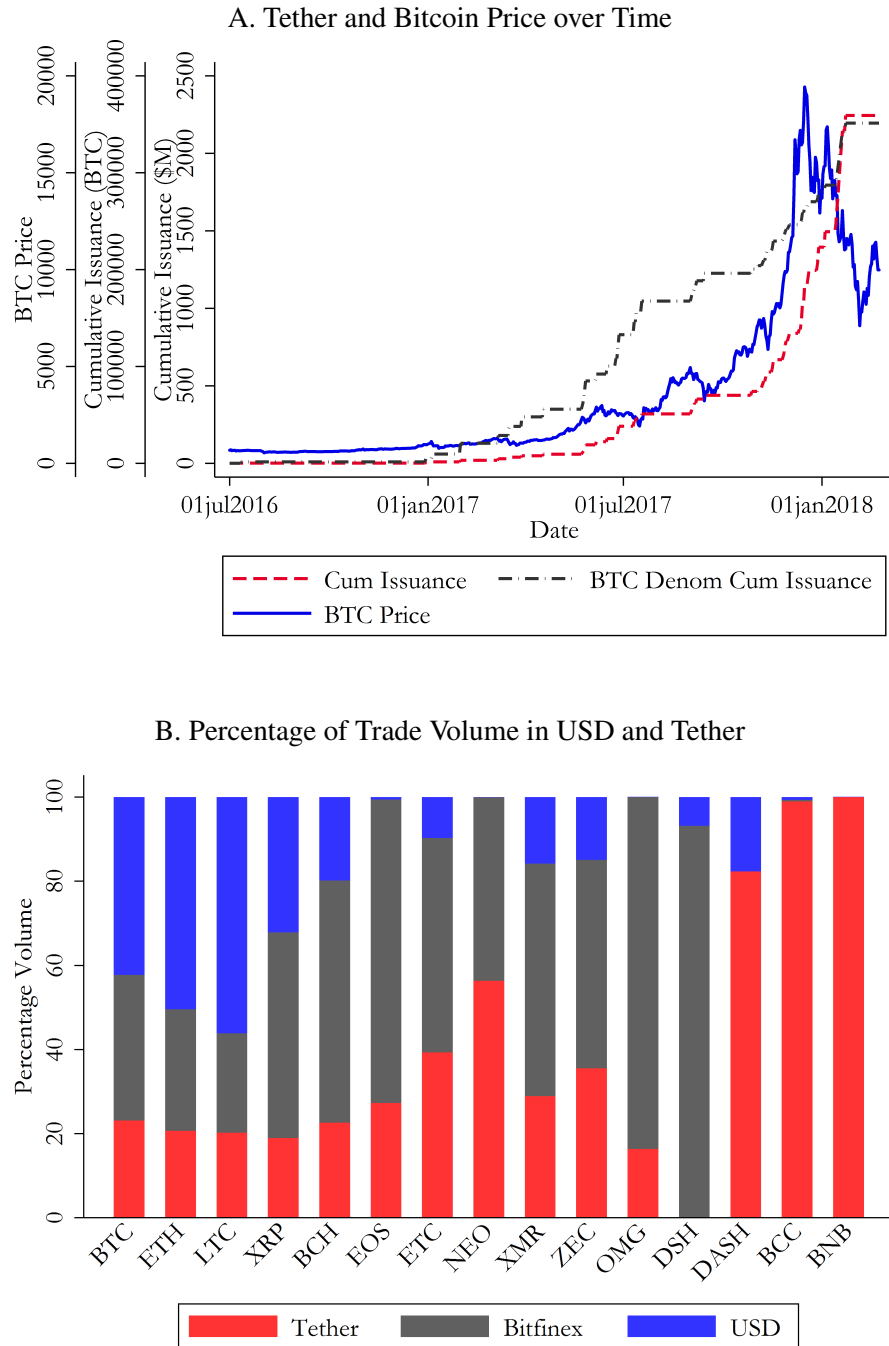 A. Tether and Bitcoin Price over Time
BTC Price
0
5000
10000
15000
20000
Cumulative Issuance (BTC)
0
100000
200000
300000
400000
Cumulative Issuance ($M)
0
500
1000
1500
2000
2500
01jul2016 01jan2017 01jul2017 01jan2018
Date
Cum Issuance BTC Denom Cum Issuance
BTC Price
B. Percentage of Trade Volume in USD and Tether
Percentage Volume
100
80
60
40
20
0
BTC ETH LTC XRP BCH EOS ETC NEO XMR ZEC OMG DSH DASH BCC BNB
Tether Bitfinex USD